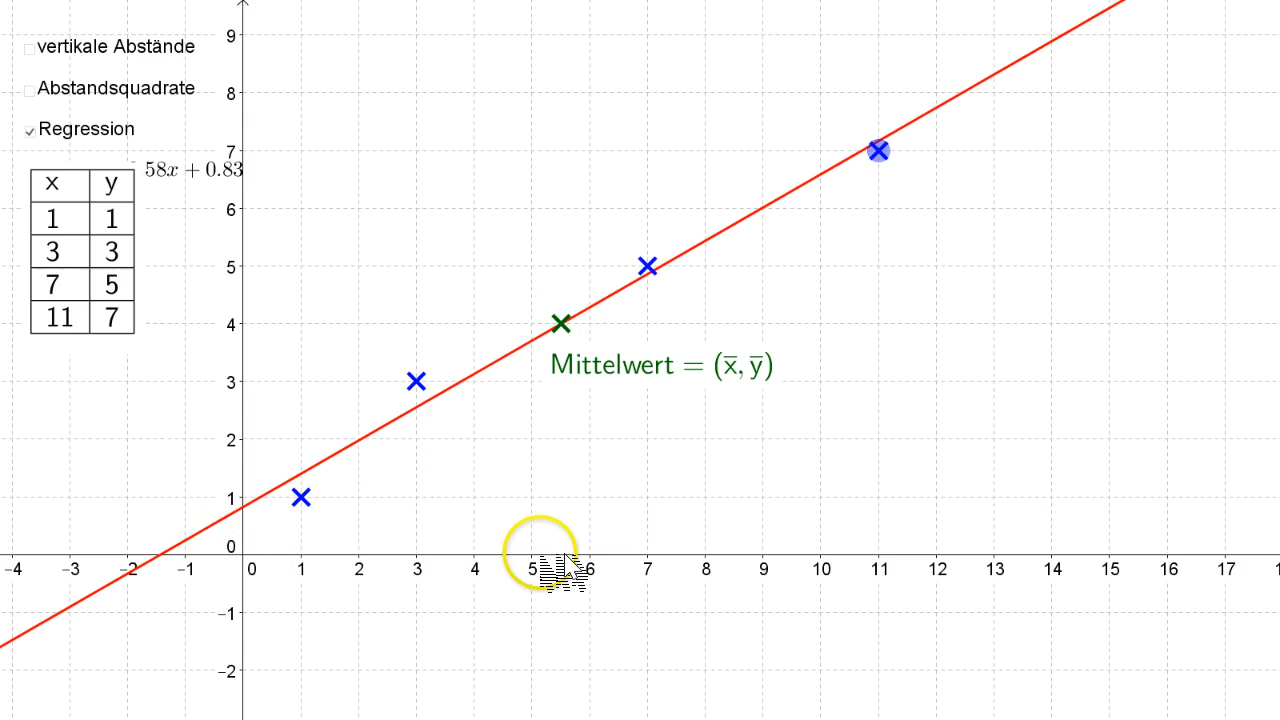 vertikale Abstände
Abstandsquadrate
Regression
58x + 0.83
x y
1 1
3 3
7 5
11 7
9
8
7
6
5
4
3
2
1
0
−1
−2
Mittelwert = (x̅, y̅)
−4 −3 −2 −1 0 1 2 3 4 5 6 7 8 9 10 11 12 13 14 15 16 17